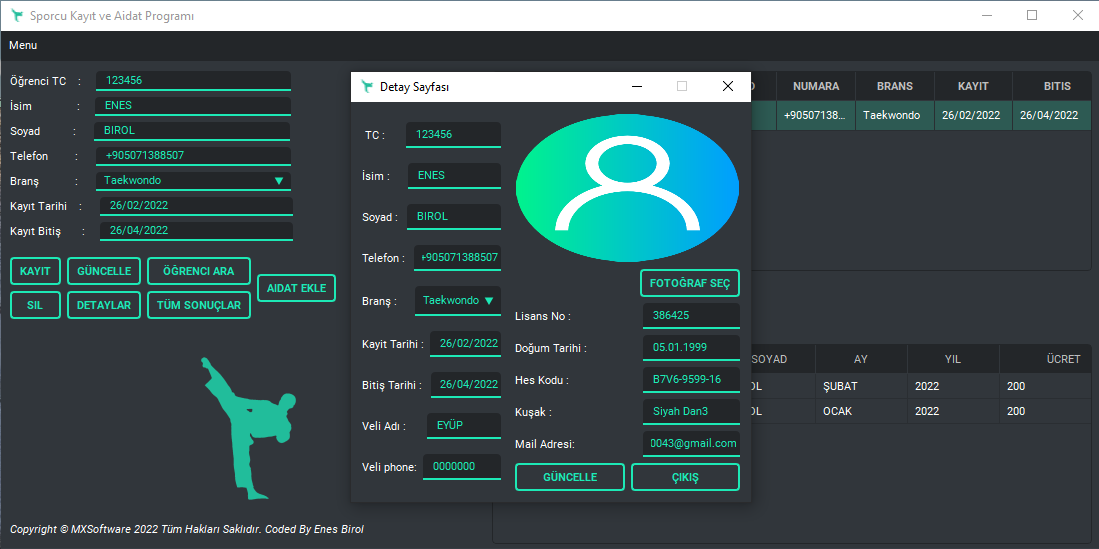 Sporcu Kayıt ve Aidat Programı
Menu
Öğrenci TC : 123456
İsim : ENES
Soyad : BIROL
Telefon : +905071388507
Branş : Taekwondo
Kayıt Tarihi : 26/02/2022
Kayıt Bitiş : 26/04/2022
KAYIT GÜNCELLE ÖĞRENCI ARA
AIDAT EKLE
SIL DETAYLAR TÜM SONUÇLAR
Copyright © MXSoftware 2022 Tüm Hakları Saklıdır. Coded By Enes Birol
Detay Sayfası
TC : 123456
İsim : ENES
Soyad : BIROL
Telefon : +905071388507
Branş : Taekwondo
Kayit Tarihi : 26/02/2022
Bitiş Tarihi : 26/04/2022
Veli Adı : EYÜP
Veli phone: 0000000
FOTOĞRAF SEÇ
Lisans No : 386425
Doğum Tarihi : 05.01.1999
Hes Kodu : B7V6-9599-16
Kuşak : Siyah Dan3
Mail Adresi: 0043@gmail.com
GÜNCELLE ÇIKIŞ
NUMARA BRANS KAYIT BITIS
+90507138... Taekwondo 26/02/2022 26/04/2022
SOYAD AY YIL ÜCRET
OL ŞUBAT 2022 200
OL OCAK 2022 200